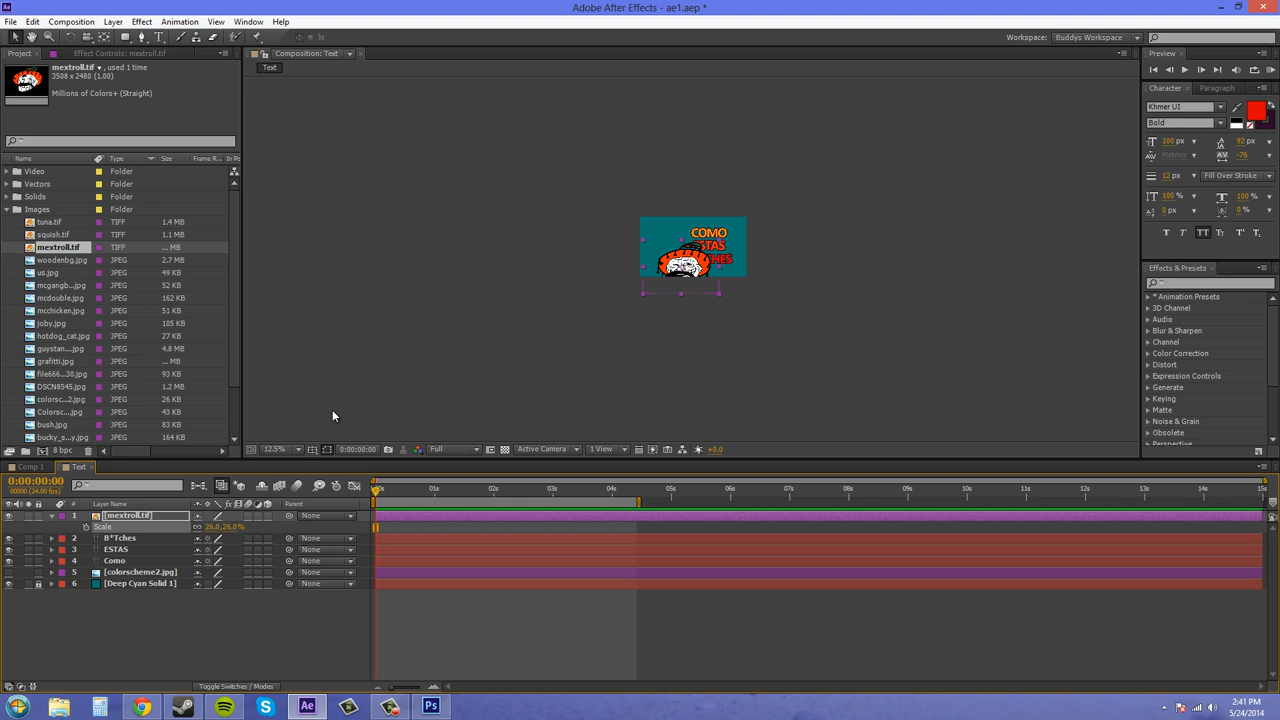 Adobe After Effects - ae1.aep *
File Edit Composition Layer Effect Animation View Window Help
Workspace: Buddys Workspace
Project Effect Controls: mextroll.tif Composition: Text Preview
mextroll.tif , used 1 time
3508 x 2480 (1.00)
Millions of Colors+ (Straight)
Text
Character Paragraph
Khmer UI
Bold
100 px 92 px
Metrics -76
12 px Fill Over Stroke
100 % 100 %
0 px 0 %
T T TT Tr T' T,
Name Type Size Frame R... In Po
Video Folder
Vectors Folder
Solids Folder
Images Folder
tuna.tif TIFF 1.4 MB
squish.tif TIFF 1.1 MB
mextroll.tif TIFF ... MB
woodenbg.jpg JPEG 2.7 MB
us.jpg JPEG 49 KB
mcgangb...jpg JPEG 52 KB
mcdouble.jpg JPEG 162 KB
mcchicken.jpg JPEG 51 KB
joby.jpg JPEG 105 KB
hotdog_cat.jpg JPEG 27 KB
guystan....jpg JPEG 4.8 MB
grafitti.jpg JPEG ... MB
file666...30.jpg JPEG 93 KB
DSCN8545.jpg JPEG 1.2 MB
colorsc...2.jpg JPEG 26 KB
Colorsc....jpg JPEG 43 KB
bush.jpg JPEG 83 KB
bucky_s...y.jpg JPEG 164 KB
8 bpc
COMO
ESTAS
CHES
Effects & Presets
* Animation Presets
3D Channel
Audio
Blur & Sharpen
Channel
Color Correction
Distort
Expression Controls
Generate
Keying
Matte
Noise & Grain
Obsolete
Perspective
12.5% 0:00:00:00 Full Active Camera 1 View +0.0
Comp 1 Text
0:00:00:00
00000 (24.00 fps)
# Layer Name Parent
00s 01s 02s 03s 04s 05s 06s 07s 08s 09s 10s 11s 12s 13s 14s 15s
1 [mextroll.tif] None
Scale 26.0,26.0%
2 B*Tches None
3 ESTAS None
4 Como None
5 [colorscheme2.jpg] None
6 [Deep Cyan Solid 1] None
Toggle Switches / Modes
Ae Ps
2:41 PM
5/24/2014